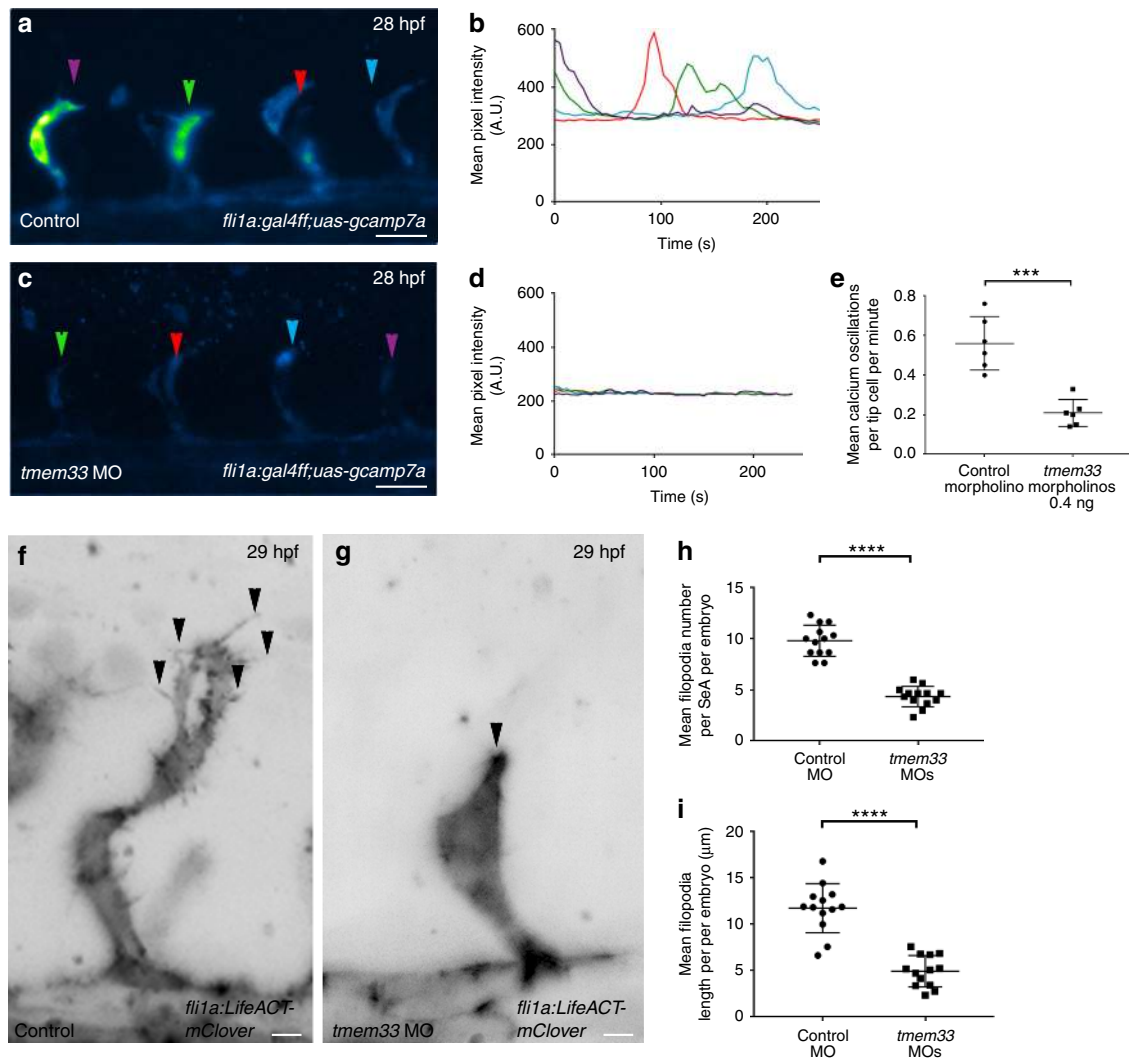 a
28 hpf
Control
fli1a:gal4ff;uas-gcamp7a
b
600
400
200
0
Mean pixel intensity
(A.U.)
0
100
200
Time (s)
c
28 hpf
tmem33 MO
fli1a:gal4ff;uas-gcamp7a
d
600
400
200
0
Mean pixel intensity
(A.U.)
0
100
200
Time (s)
e
***
0.8
0.6
0.4
0.2
0.0
Mean calcium oscillations
per tip cell per minute
Control
morpholino
tmem33
morpholinos
0.4 ng
f
29 hpf
Control
fli1a:LifeACT-
mClover
g
29 hpf
tmem33 MO
fli1a:LifeACT-
mClover
h
****
15
10
5
0
Mean filopodia number
per SeA per embryo
Control
MO
tmem33
MOs
i
****
20
15
10
5
0
Mean filopodia
length per per embryo (µm)
Control
MO
tmem33
MOs